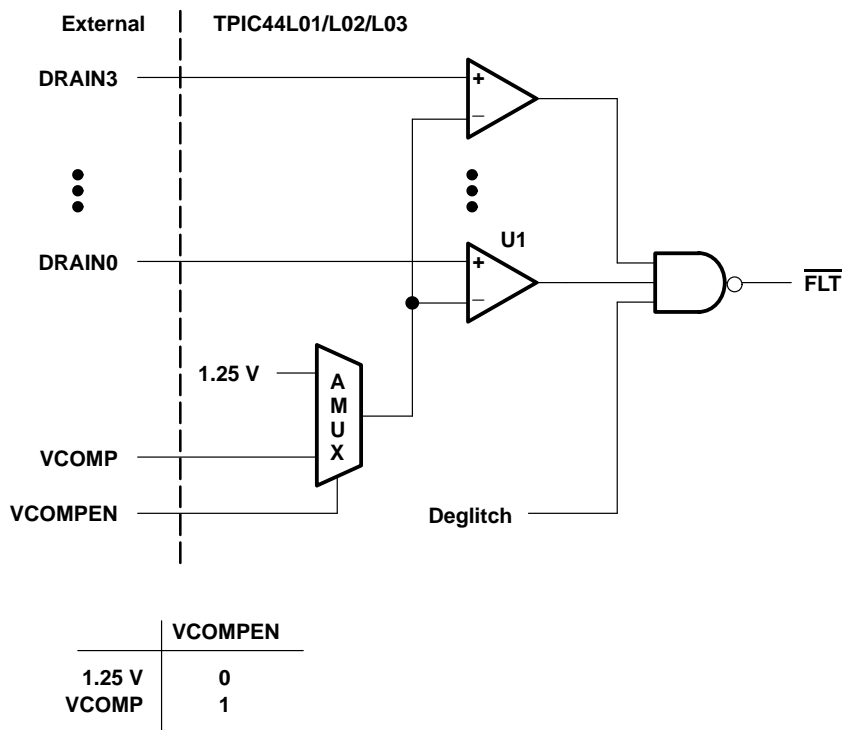 External TPIC44L01/L02/L03
DRAIN3
+
–
U1
DRAIN0
+
–
FLT
1.25 V
AMUX
VCOMP
VCOMPEN
Deglitch
VCOMPEN
1.25 V 0
VCOMP 1